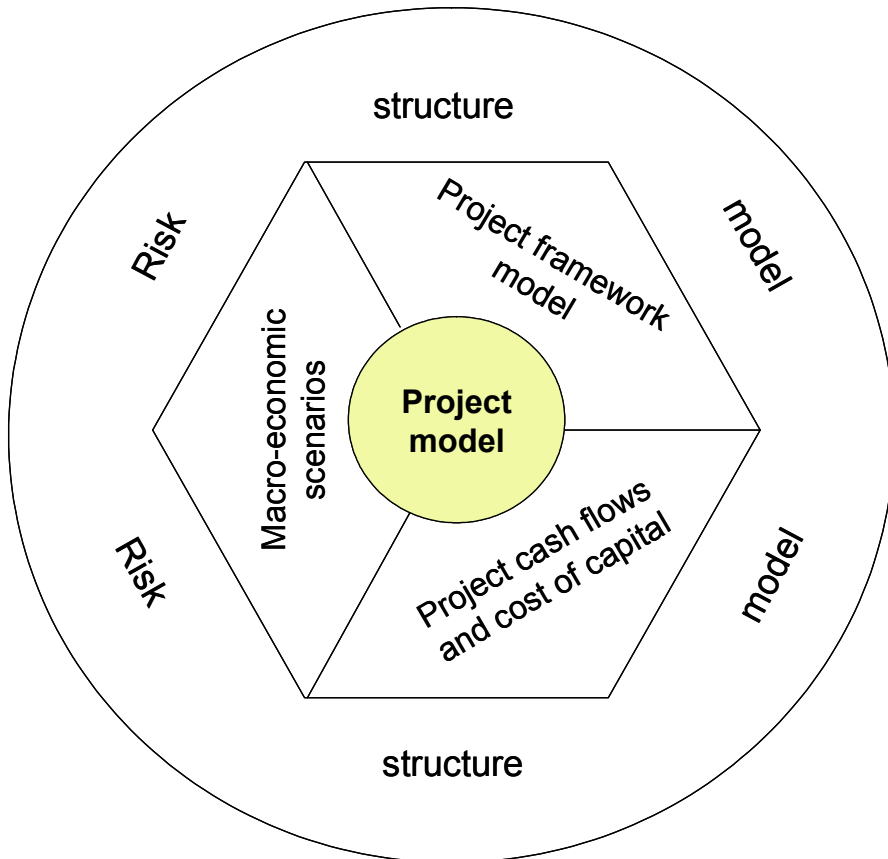 Risk
structure
model
Project framework
model
Macro-economic
scenarios
Project
model
Project cash flows
and cost of capital
Risk
structure
model